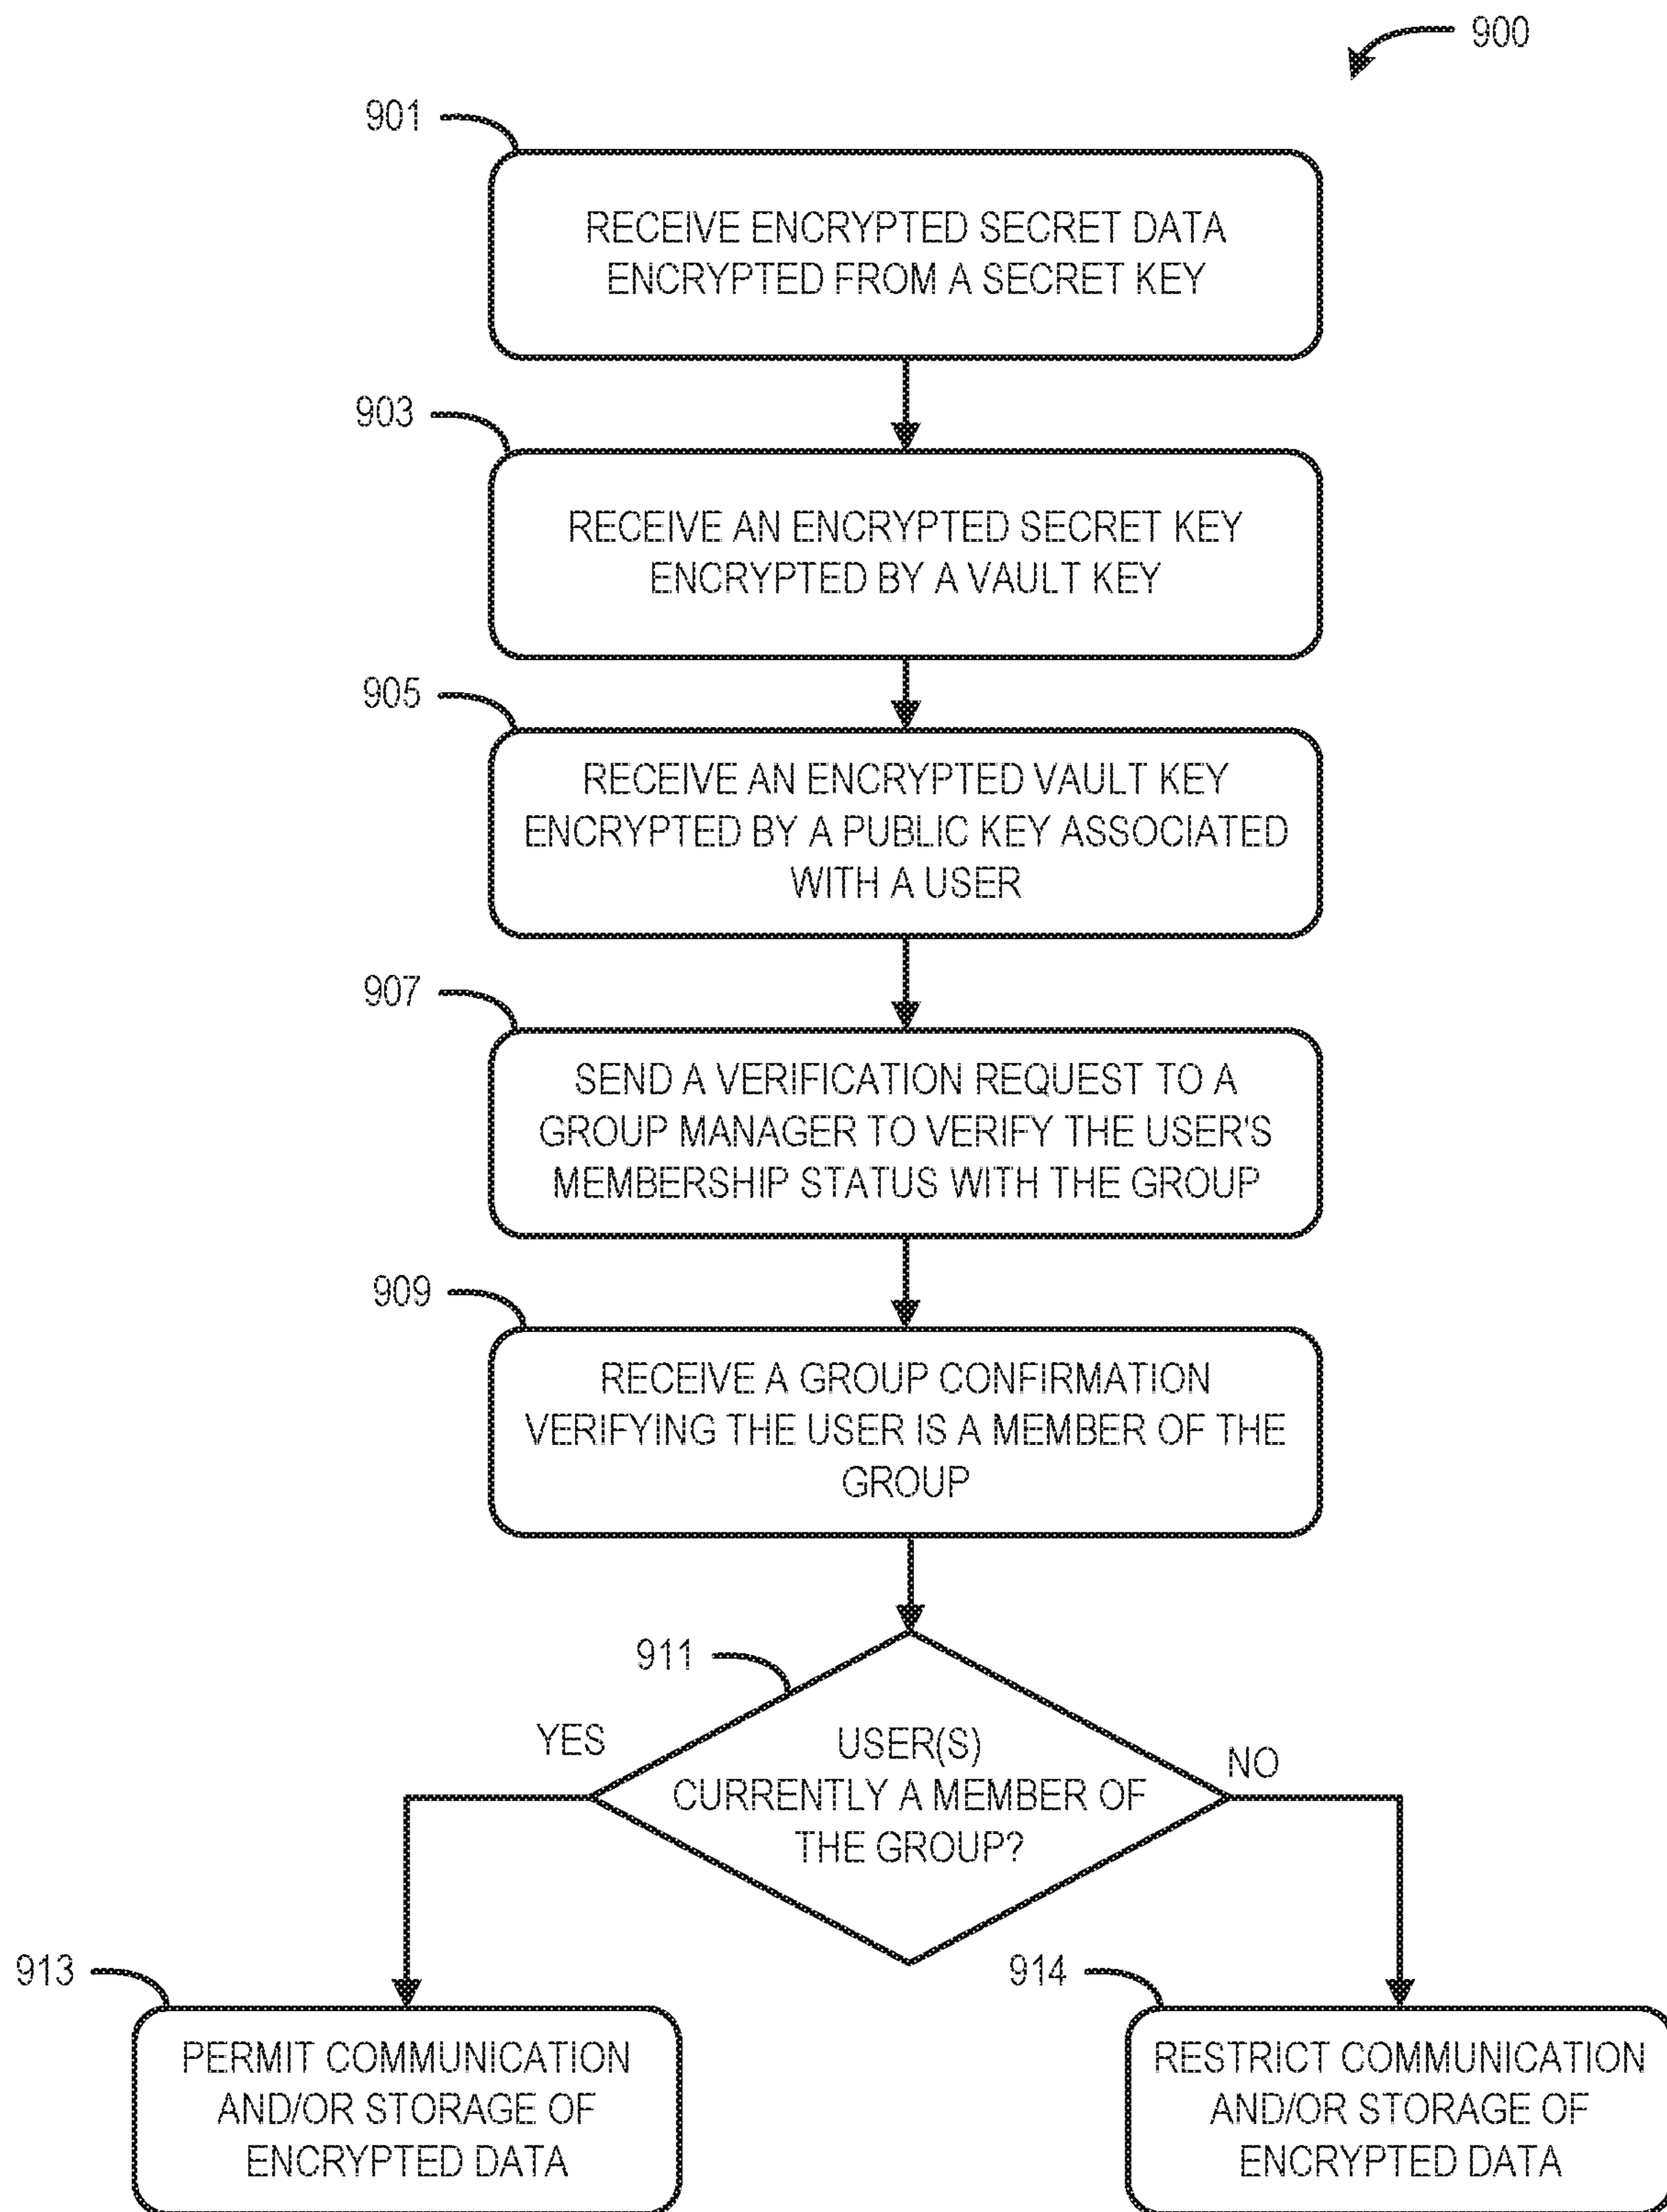 900
901
RECEIVE ENCRYPTED SECRET DATA
ENCRYPTED FROM A SECRET KEY
903
RECEIVE AN ENCRYPTED SECRET KEY
ENCRYPTED BY A VAULT KEY
905
RECEIVE AN ENCRYPTED VAULT KEY
ENCRYPTED BY A PUBLIC KEY ASSOCIATED
WITH A USER
907
SEND A VERIFICATION REQUEST TO A
GROUP MANAGER TO VERIFY THE USER'S
MEMBERSHIP STATUS WITH THE GROUP
909
RECEIVE A GROUP CONFIRMATION
VERIFYING THE USER IS A MEMBER OF THE
GROUP
911
YES
USER(S)
CURRENTLY A MEMBER OF
THE GROUP?
NO
913
PERMIT COMMUNICATION
AND/OR STORAGE OF
ENCRYPTED DATA
914
RESTRICT COMMUNICATION
AND/OR STORAGE OF
ENCRYPTED DATA